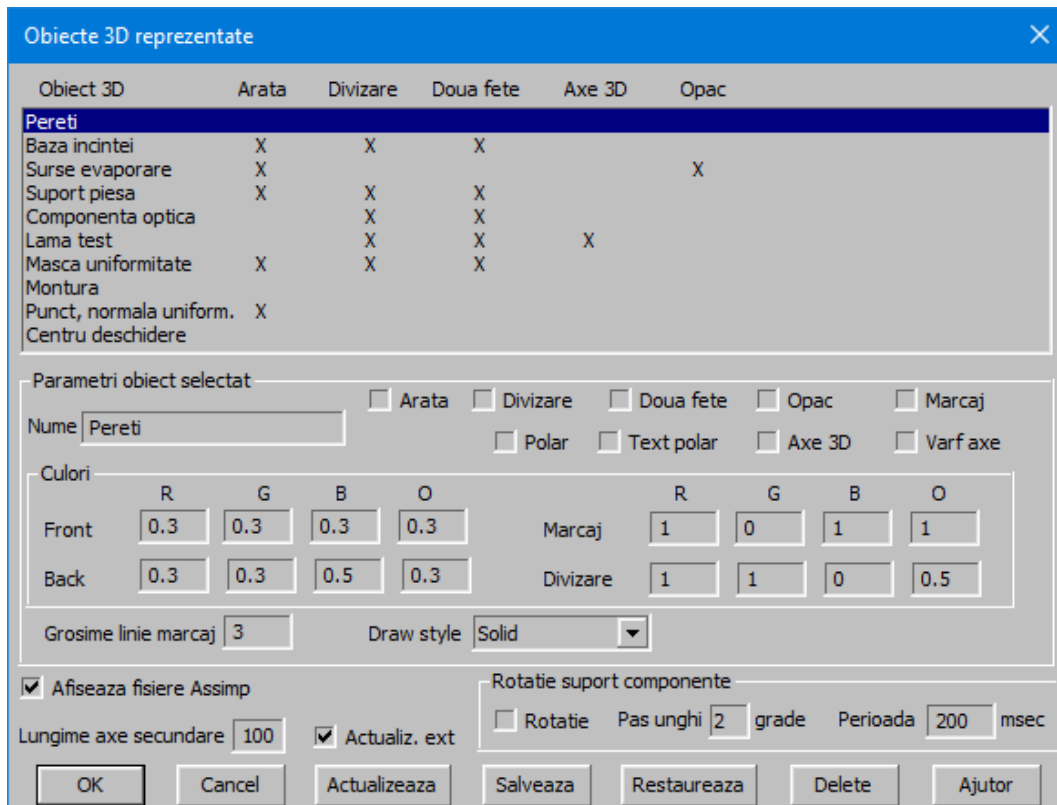 Obiecte 3D reprezentate
Obiect 3D Arata Divizare Doua fete Axe 3D Opac
Pereti
Baza incintei X X X
Surse evaporare X X
Suport piesa X X X
Componenta optica X X
Lama test X X X
Masca uniformitate X X X
Montura
Punct, normala uniform. X
Centru deschidere
Parametri obiect selectat
Arata Divizare Doua fete Opac Marcaj
Nume Pereti
Polar Text polar Axe 3D Varf axe
Culori
R G B O R G B O
Front 0.3 0.3 0.3 0.3 Marcaj 1 0 1 1
Back 0.3 0.3 0.5 0.3 Divizare 1 1 0 0.5
Grosime linie marcaj 3 Draw style Solid
Afiseaza fisiere Assimp Rotatie suport componente
Rotatie Pas unghi 2 grade Perioada 200 msec
Lungime axe secundare 100 Actualiz. ext
OK Cancel Actualizeaza Salveaza Restaureaza Delete Ajutor